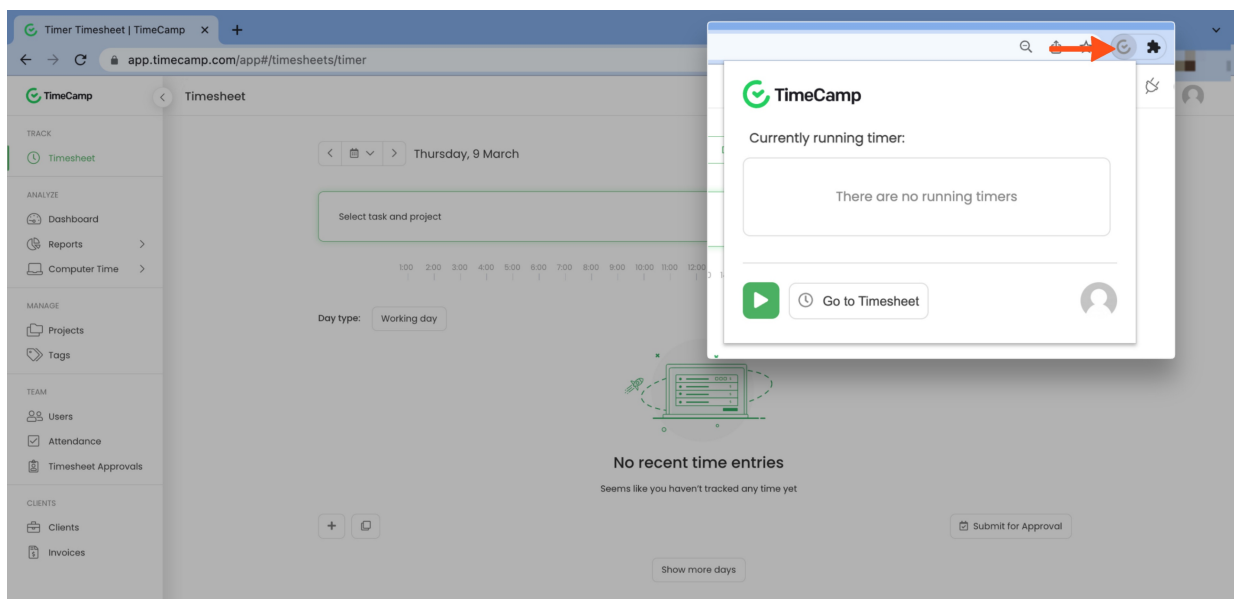 Timer Timesheet | TimeCamp
app.timecamp.com/app#/timesheets/timer
TimeCamp
Timesheet
TRACK
Timesheet
ANALYZE
Dashboard
Reports
Computer Time
MANAGE
Projects
Tags
TEAM
Users
Attendance
Timesheet Approvals
CLIENTS
Clients
Invoices
Thursday, 9 March
Select task and project
1:00 2:00 3:00 4:00 5:00 6:00 7:00 8:00 9:00 10:00 11:00 12:00
Day type: Working day
No recent time entries
Seems like you haven't tracked any time yet
Submit for Approval
Show more days
TimeCamp
Currently running timer:
There are no running timers
Go to Timesheet